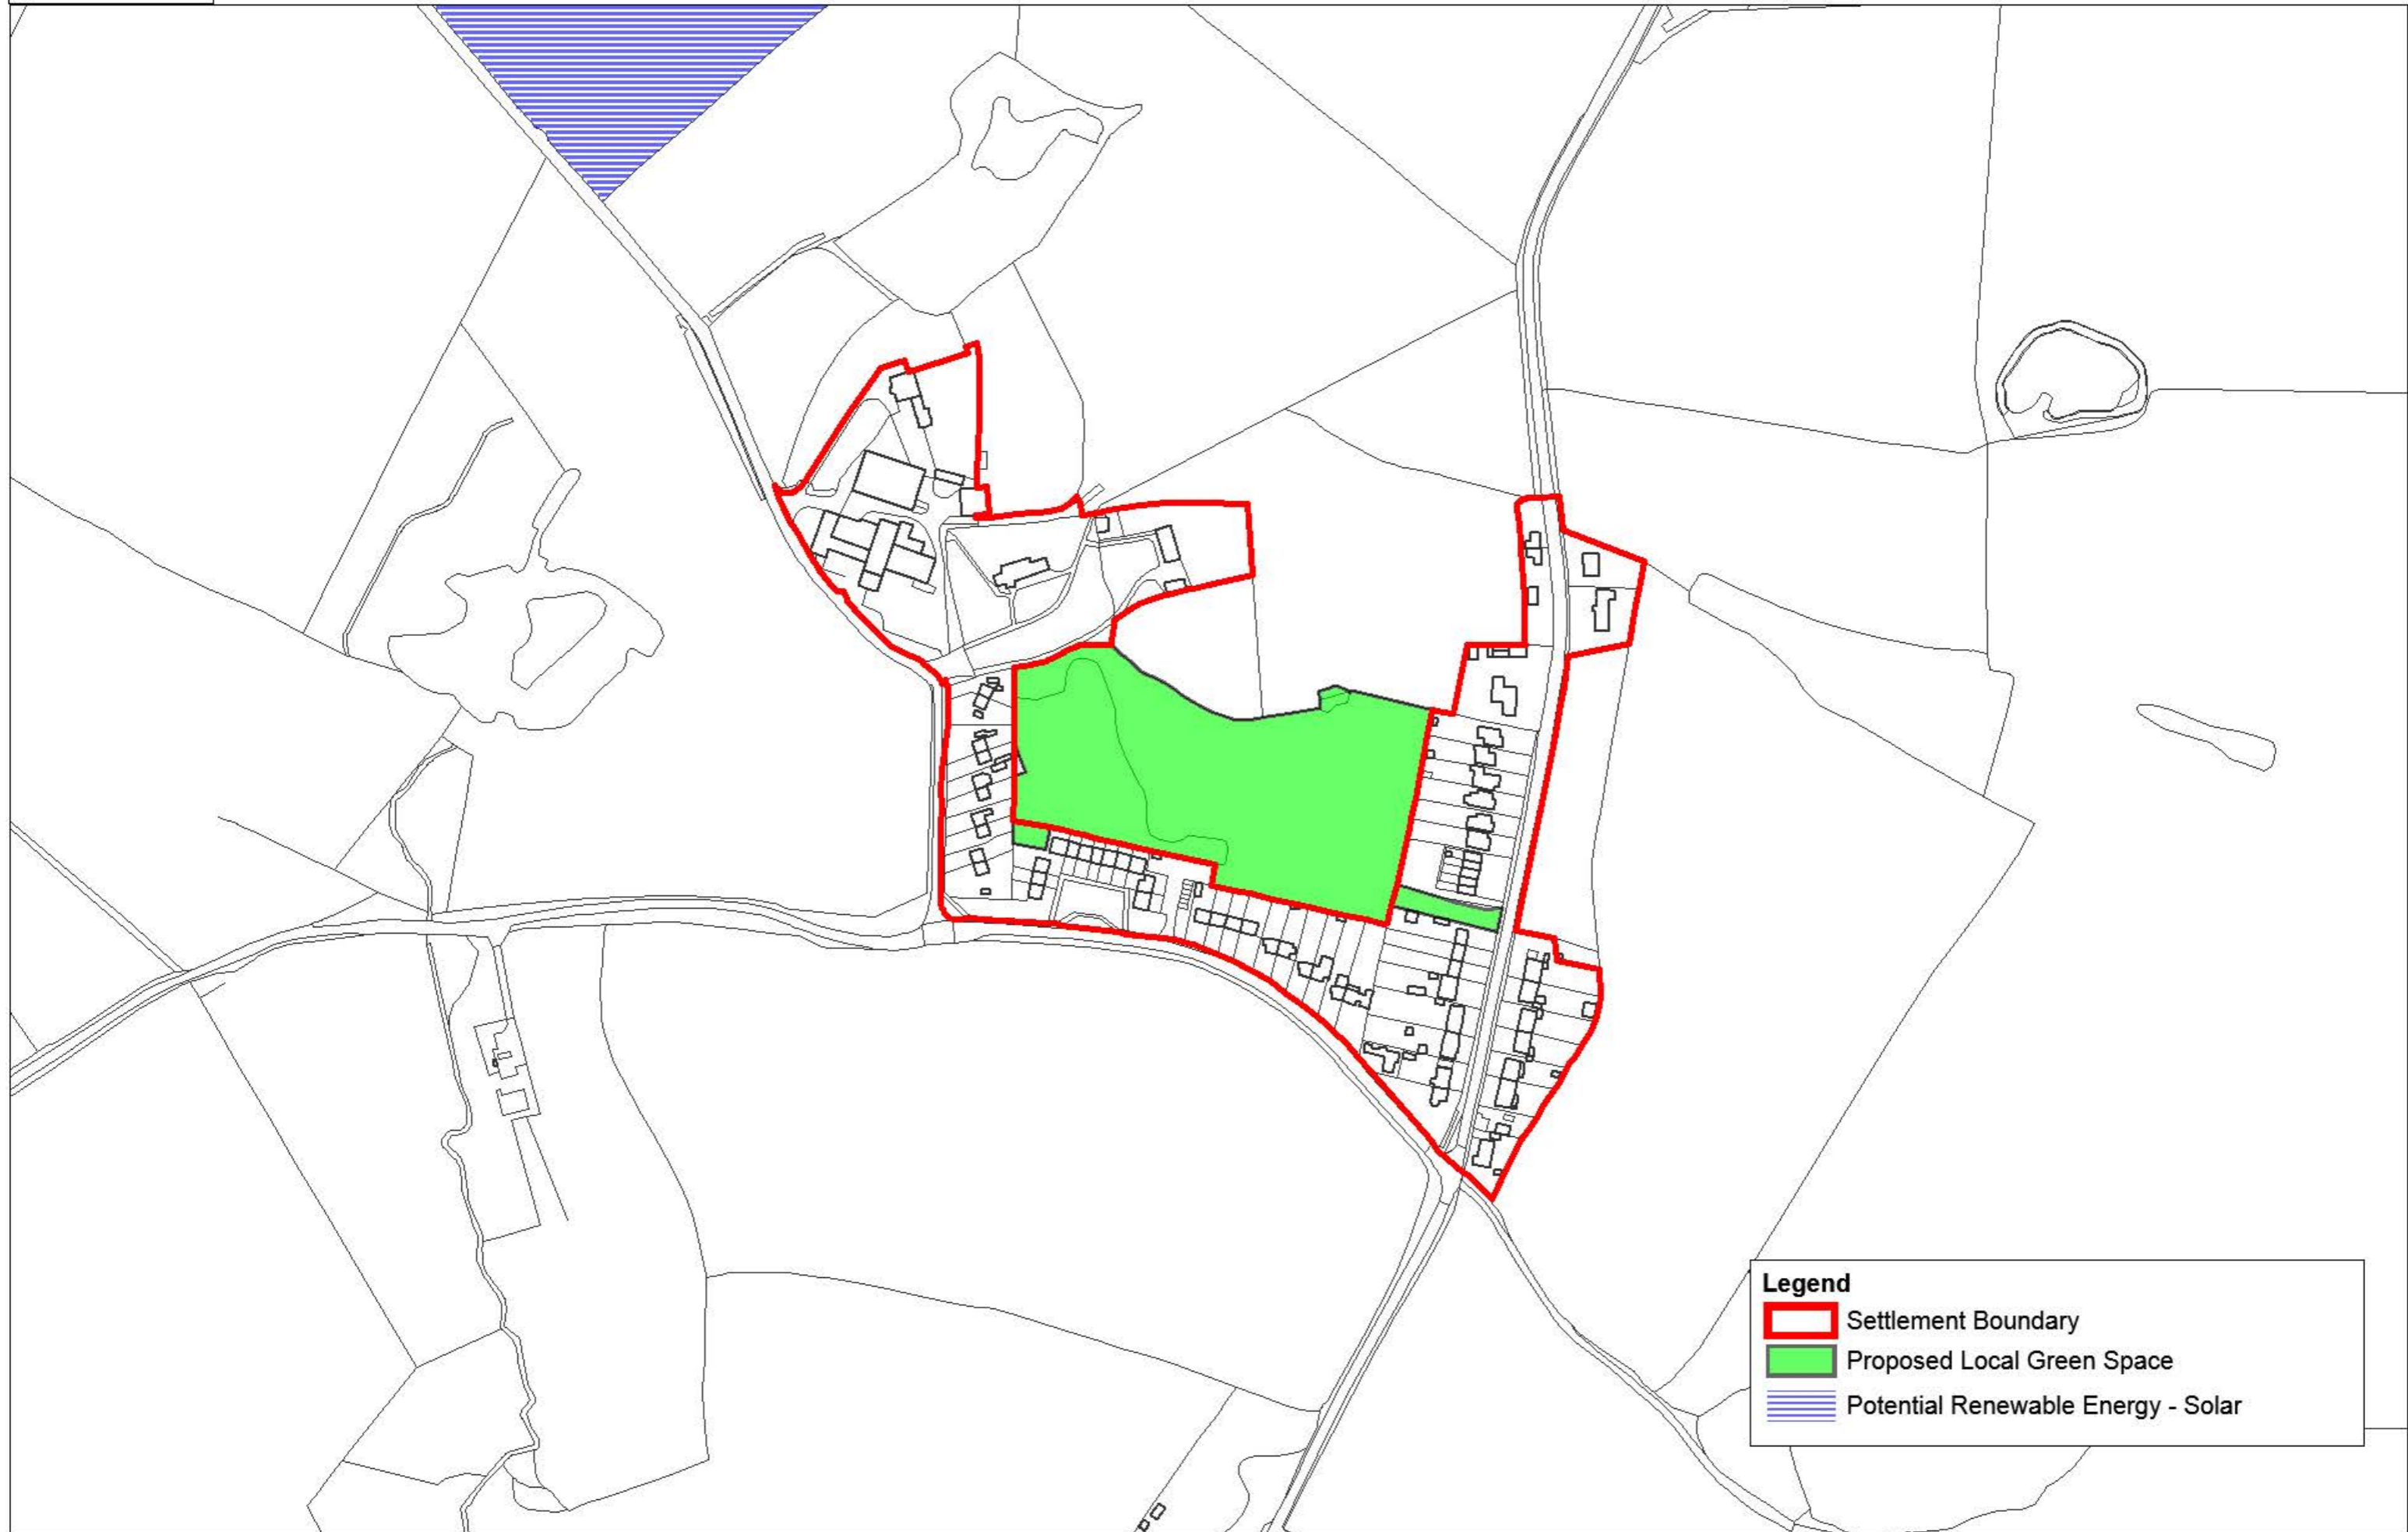 Legend
Settlement Boundary
Proposed Local Green Space
Potential Renewable Energy - Solar